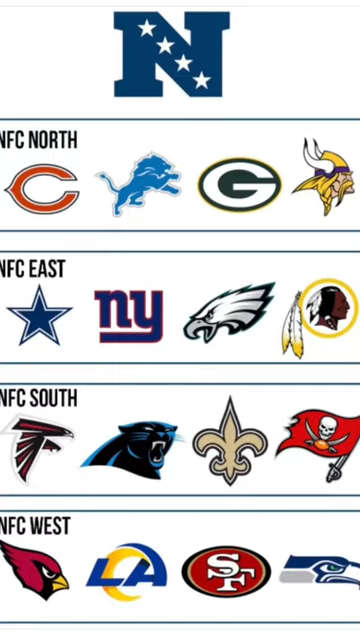 N
NFC NORTH
C
G
NFC EAST
ny
NFC SOUTH
NFC WEST
LA
SF